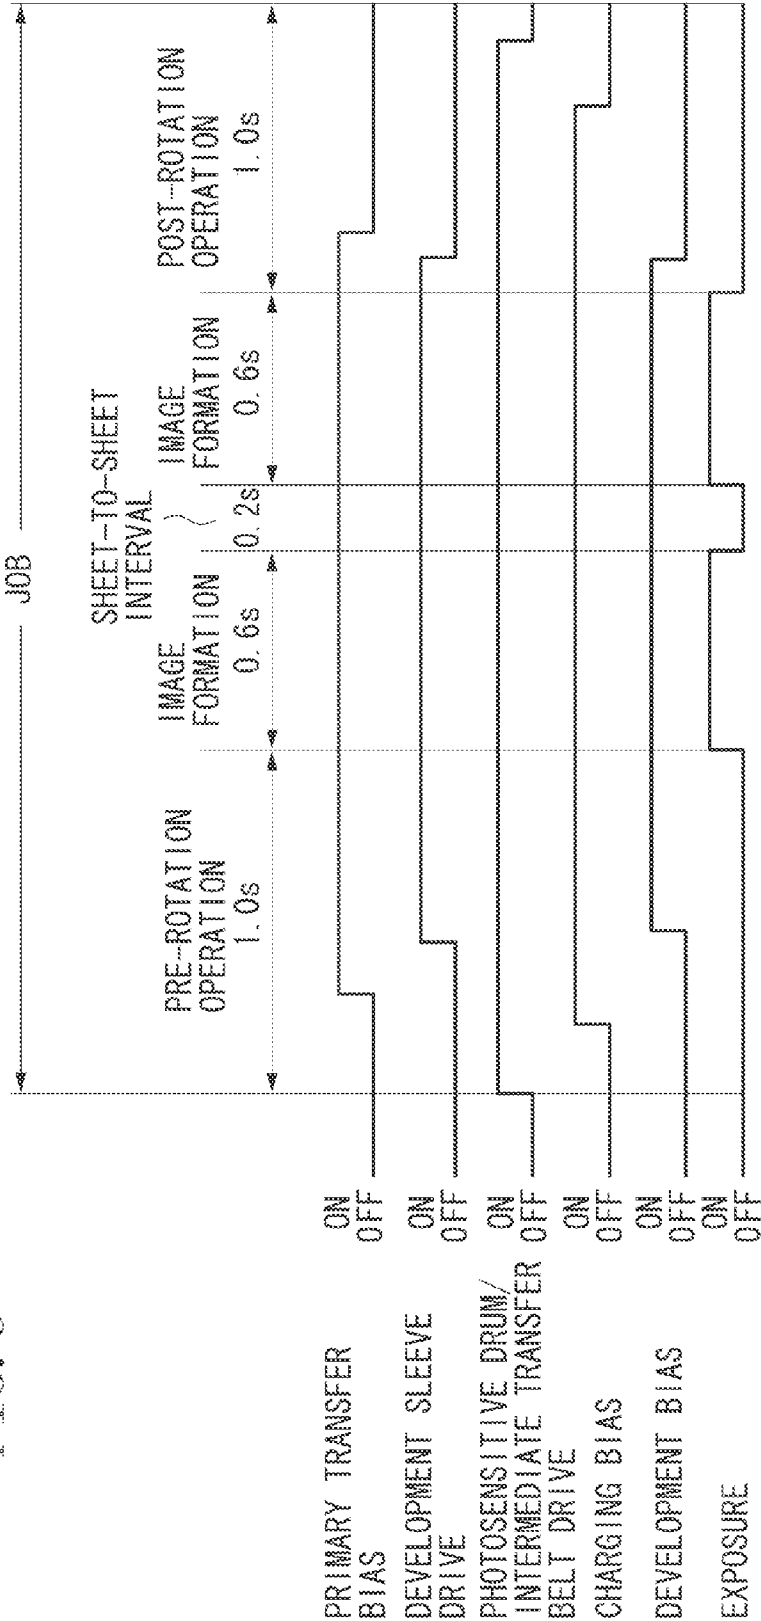 JOB
SHEET-TO-SHEET
INTERVAL
PRE-ROTATION
OPERATION
1.0s
IMAGE
FORMATION
0.6s
0.2s
IMAGE
FORMATION
0.6s
POST-ROTATION
OPERATION
1.0s
PRIMARY TRANSFER
BIAS
ON
OFF
DEVELOPMENT SLEEVE
DRIVE
ON
OFF
PHOTOSENSITIVE DRUM/
INTERMEDIATE TRANSFER
BELT DRIVE
ON
OFF
CHARGING BIAS
ON
OFF
DEVELOPMENT BIAS
ON
OFF
EXPOSURE
ON
OFF